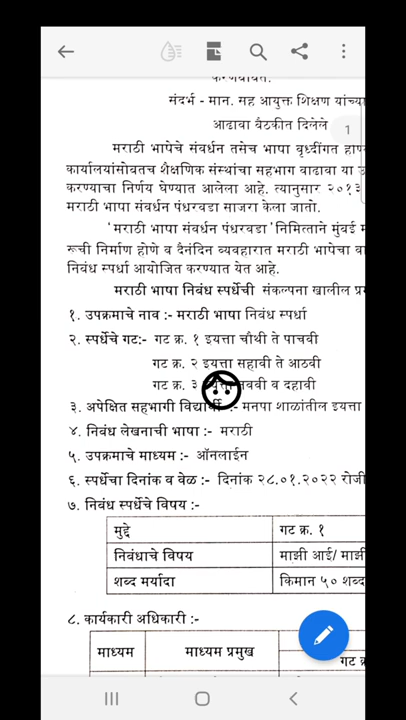 करणेबाबत.
संदर्भ - मान. सह आयुक्त शिक्षण यांच्या
आढावा बैठकीत दिलेले
1
मराठी भाषेचे संवर्धन तसेच भाषा वृध्दींगत
कार्यालयांसोबतच शैक्षणिक संस्थांचा सहभाग वाढावा या
करण्याचा निर्णय घेण्यात आलेला आहे. त्यानुसार २०१३
मराठी भाषा संवर्धन पंधरवडा साजरा केला जातो.
'मराठी भाषा संवर्धन पंधरवडा' निमित्ताने मुंबई
रूची निर्माण होणे व दैनंदिन व्यवहारात मराठी भाषेचा
निबंध स्पर्धा आयोजित करण्यात येत आहे.
मराठी भाषा निबंध स्पर्धेची संकल्पना खालील
१. उपक्रमाचे नाव :- मराठी भाषा निबंध स्पर्धा
२. स्पर्धेचे गट:- गट क्र. १ इयत्ता चौथी ते पाचवी
गट क्र. २ इयत्ता सहावी ते आठवी
गट क्र. ३ इयत्ता नववी व दहावी
३. अपेक्षित सहभागी विद्यार्थी :- मनपा शाळांतील इयत्ता
४. निबंध लेखनाची भाषा :- मराठी
५. उपक्रमाचे माध्यम :- ऑनलाईन
६. स्पर्धेचा दिनांक व वेळ :- दिनांक २८.०१.२०२२ रोजी
७. निबंध स्पर्धेचे विषय :-
मुद्दे गट क्र. १
निबंधाचे विषय माझी आई/ माझी
शब्द मर्यादा किमान ५० शब्द
८. कार्यकारी अधिकारी :-
माध्यम माध्यम प्रमुख
गट क्र